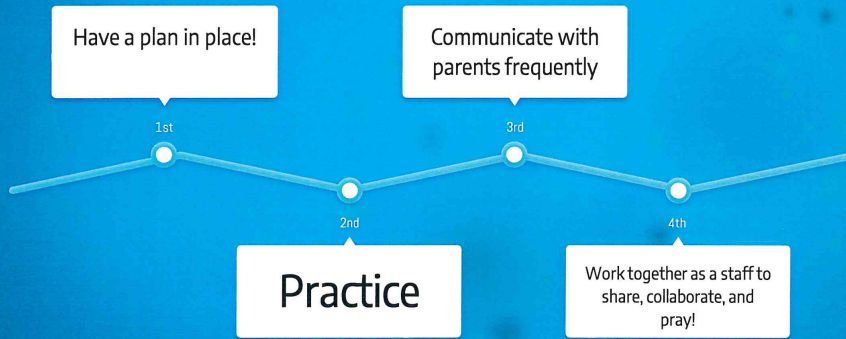 Have a plan in place!
1st
2nd
Practice
Communicate with
parents frequently
3rd
4th
Work together as a staff to
share, collaborate, and
pray!